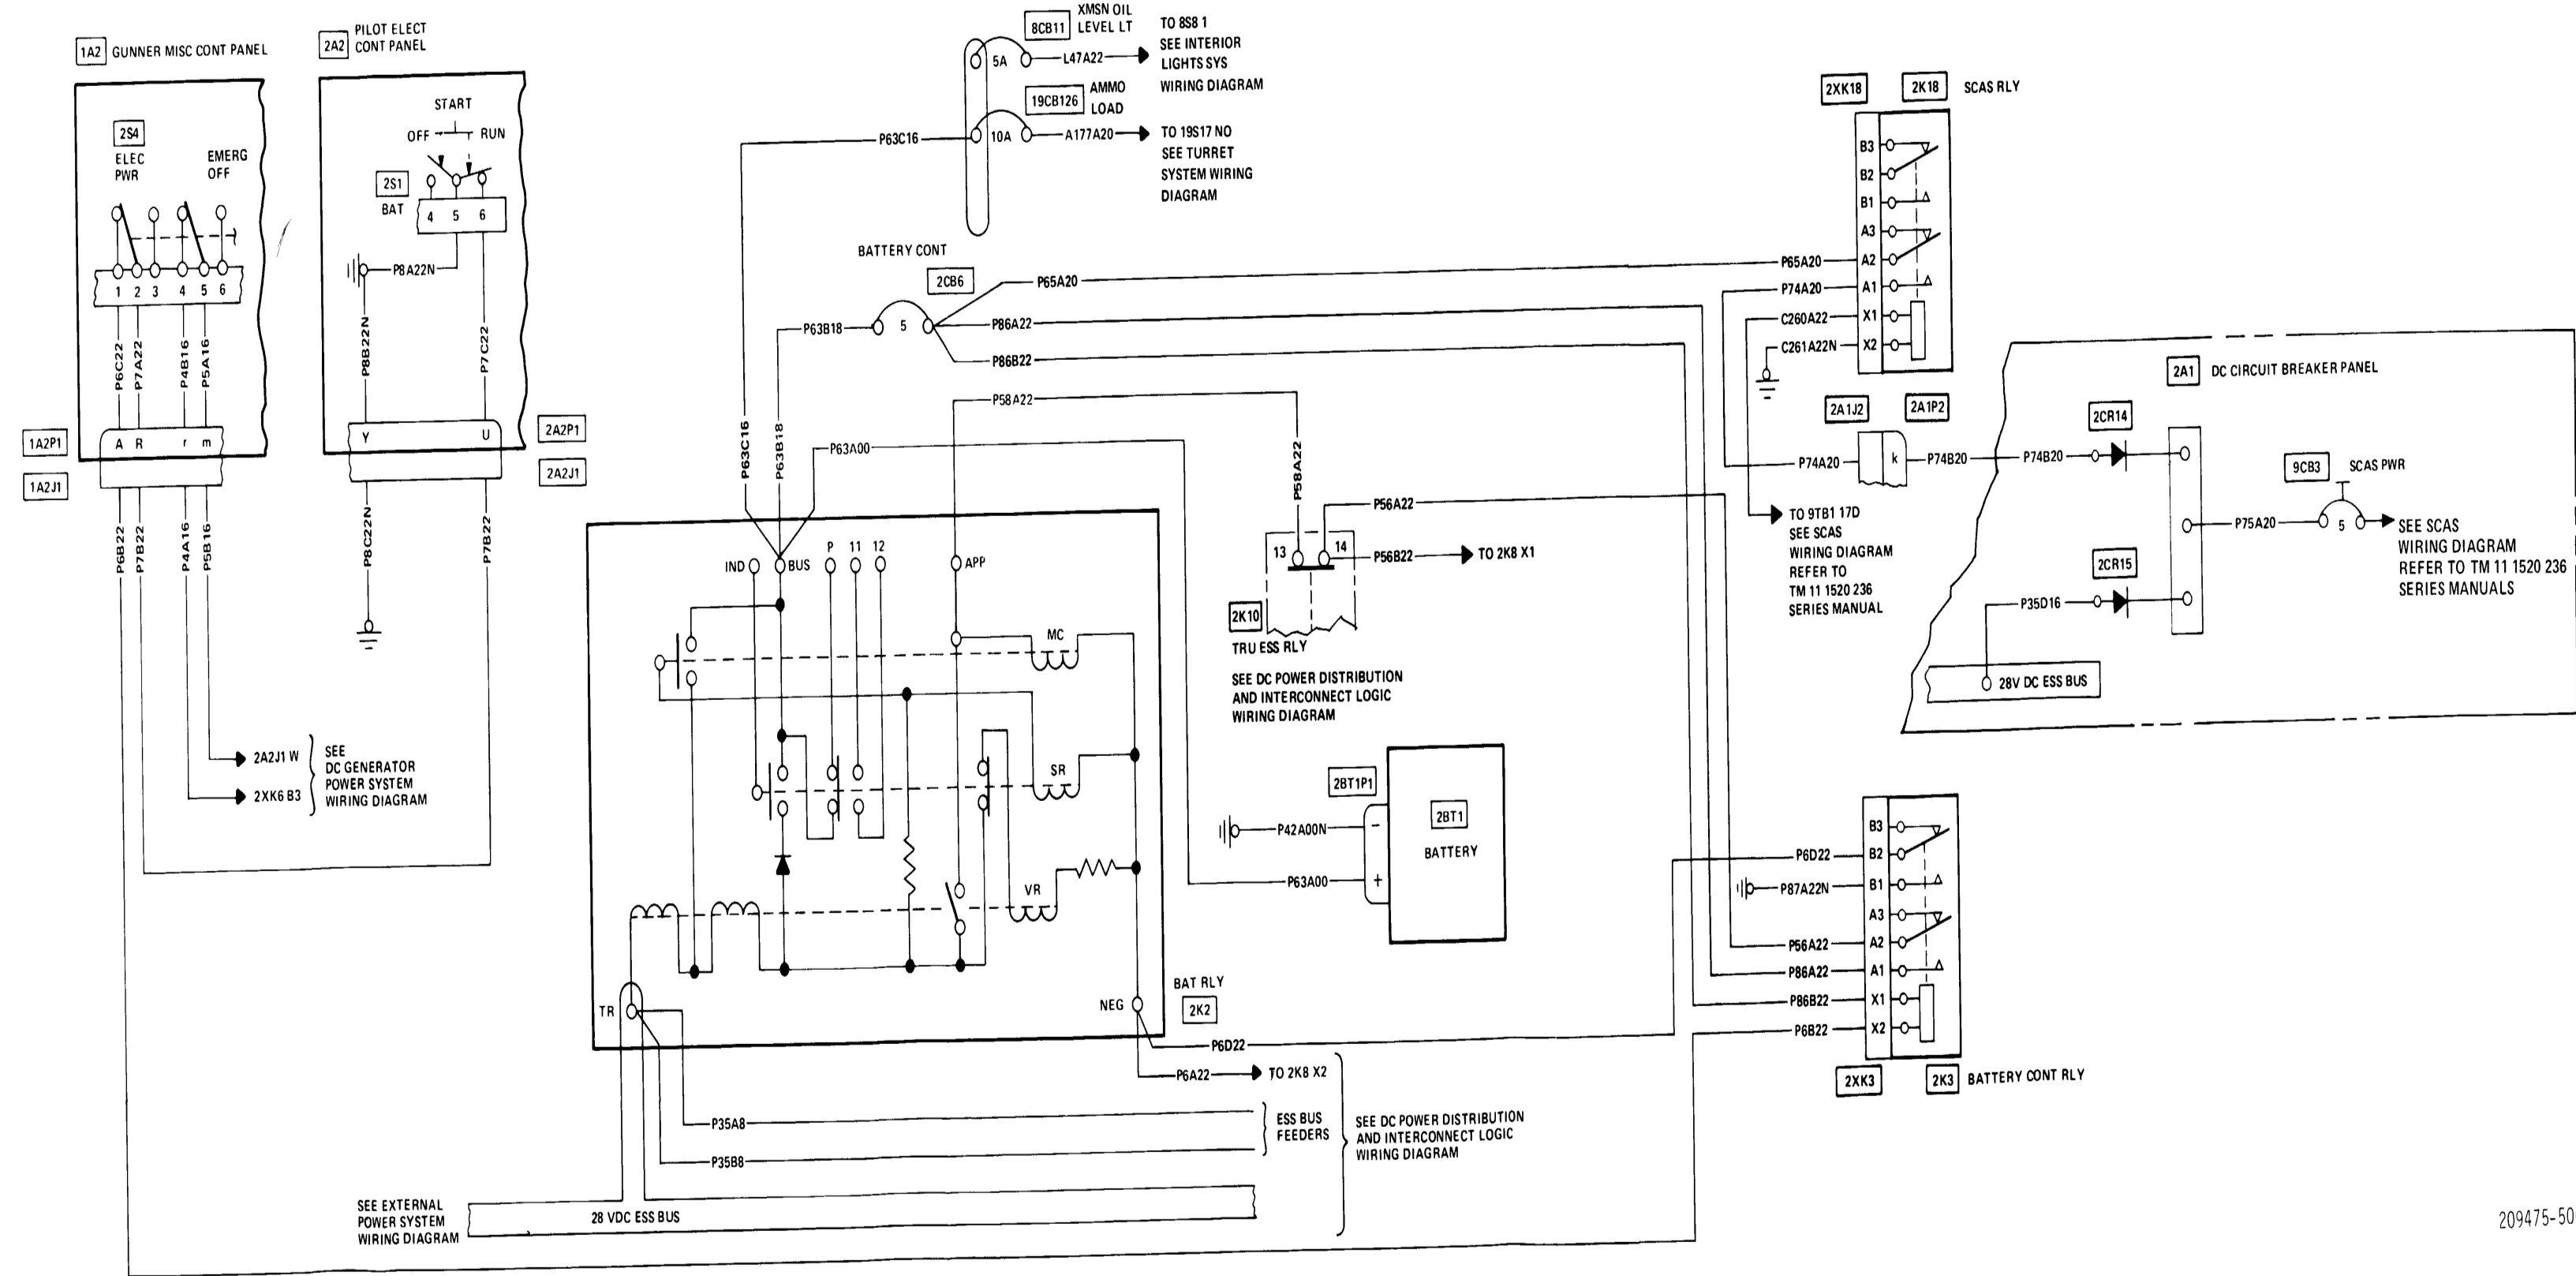 1A2 GUNNER MISC CONT PANEL
2S4
ELEC
PWR
EMERG
OFF
1 2 3 4 5 6
P6C22
P7A22
P4B16
P5A16
1A2P1
A R r m
1A2J1
P6B22
P7B22
P4A16
P5B16
2A2J1 W
2XK6 B3
SEE
DC GENERATOR
POWER SYSTEM
WIRING DIAGRAM
2A2
PILOT ELECT
CONT PANEL
START
OFF RUN
2S1
BAT
4 5 6
P8A22N
P8B22N
P7C22
Y U
2A2P1
2A2J1
P8C22N
P7B22
8CB11
XMSN OIL
LEVEL LT
5A
L47A22
TO 8S8 1
SEE INTERIOR
LIGHTS SYS
WIRING DIAGRAM
19CB126
AMMO
LOAD
P63C16
10A
A177A20
TO 19S17 NO
SEE TURRET
SYSTEM WIRING
DIAGRAM
BATTERY CONT
2CB6
P63B18
5
P65A20
P86A22
P86B22
P58A22
P63C16
P63B18
P63A00
P58A22
IND
BUS
P
11
12
APP
MC
SR
VR
TR
NEG
BAT RLY
2K2
P6D22
P6A22
TO 2K8 X2
P35A8
P35B8
ESS BUS
FEEDERS
SEE DC POWER DISTRIBUTION
AND INTERCONNECT LOGIC
WIRING DIAGRAM
SEE EXTERNAL
POWER SYSTEM
WIRING DIAGRAM
28 VDC ESS BUS
P56A22
13
14
P56B22
TO 2K8 X1
2K10
TRU ESS RLY
SEE DC POWER DISTRIBUTION
AND INTERCONNECT LOGIC
WIRING DIAGRAM
2BT1P1
2BT1
BATTERY
P42A00N
-
P63A00
+
2XK18
2K18
SCAS RLY
B3
B2
B1
A3
P65A20 A2
P74A20 A1
C260A22 X1
C261A22N X2
2A1J2
2A1P2
P74A20
k
P74B20
P74B20
TO 9TB1 17D
SEE SCAS
WIRING DIAGRAM
REFER TO
TM 11 1520 236
SERIES MANUAL
2A1
DC CIRCUIT BREAKER PANEL
2CR14
9CB3
SCAS PWR
P75A20
5
SEE SCAS
WIRING DIAGRAM
REFER TO TM 11 1520 236
SERIES MANUALS
2CR15
P35D16
28V DC ESS BUS
B3
P6D22 B2
P87A22N B1
A3
P56A22 A2
P86A22 A1
P86B22 X1
P6B22 X2
2XK3
2K3
BATTERY CONT RLY
209475-50